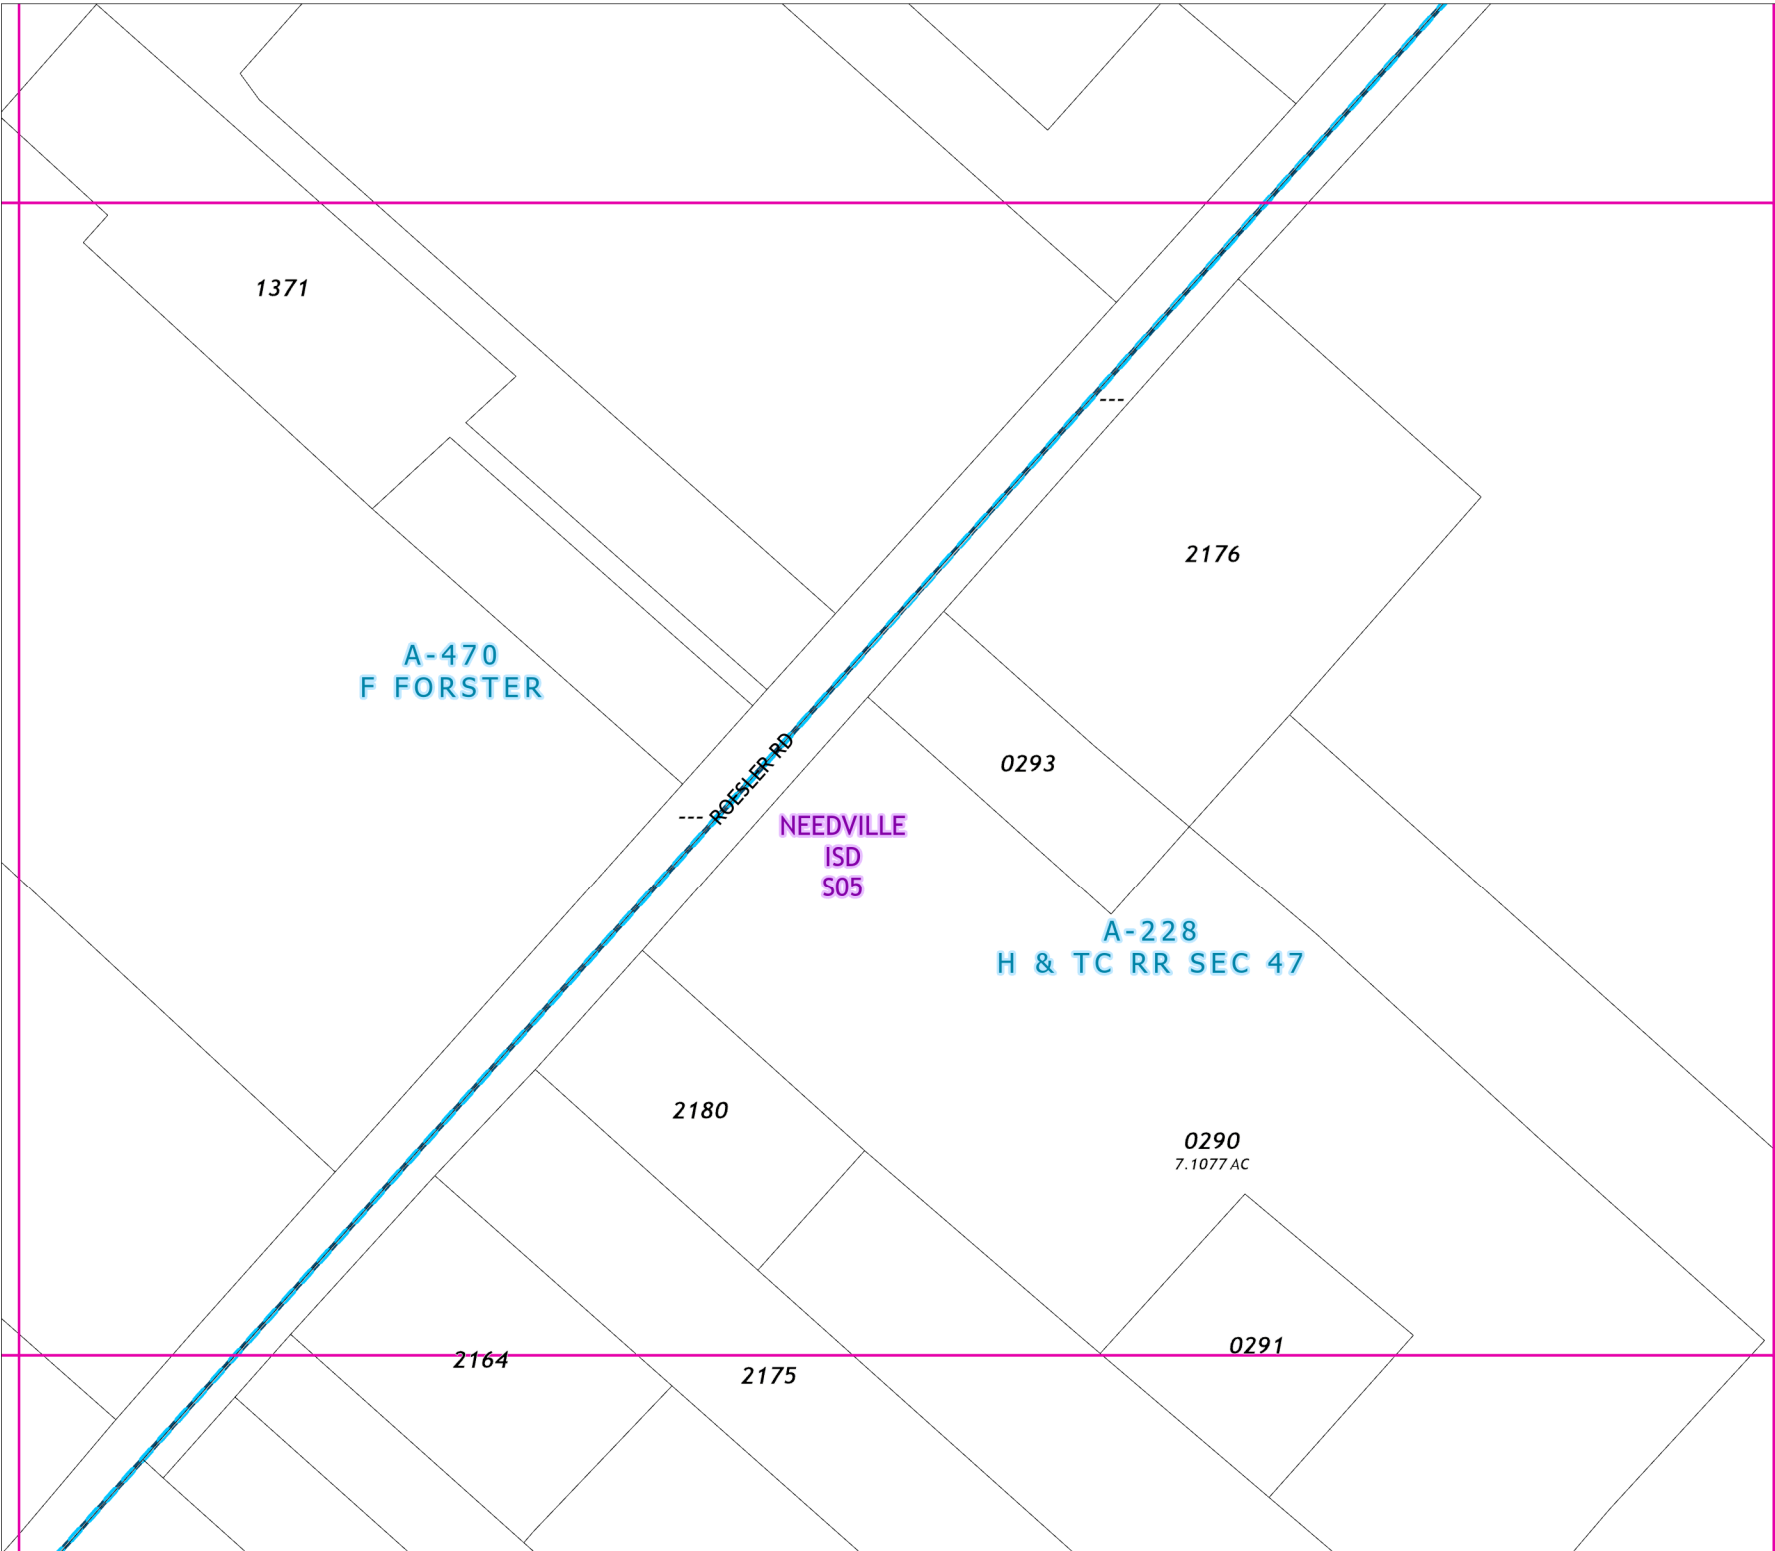 1371
---
2176
A-470
F FORSTER
ROESLER RD
0293
---
NEEDVILLE
ISD
S05
A-228
H & TC RR SEC 47
2180
0290
7.1077 AC
0291
2164
2175